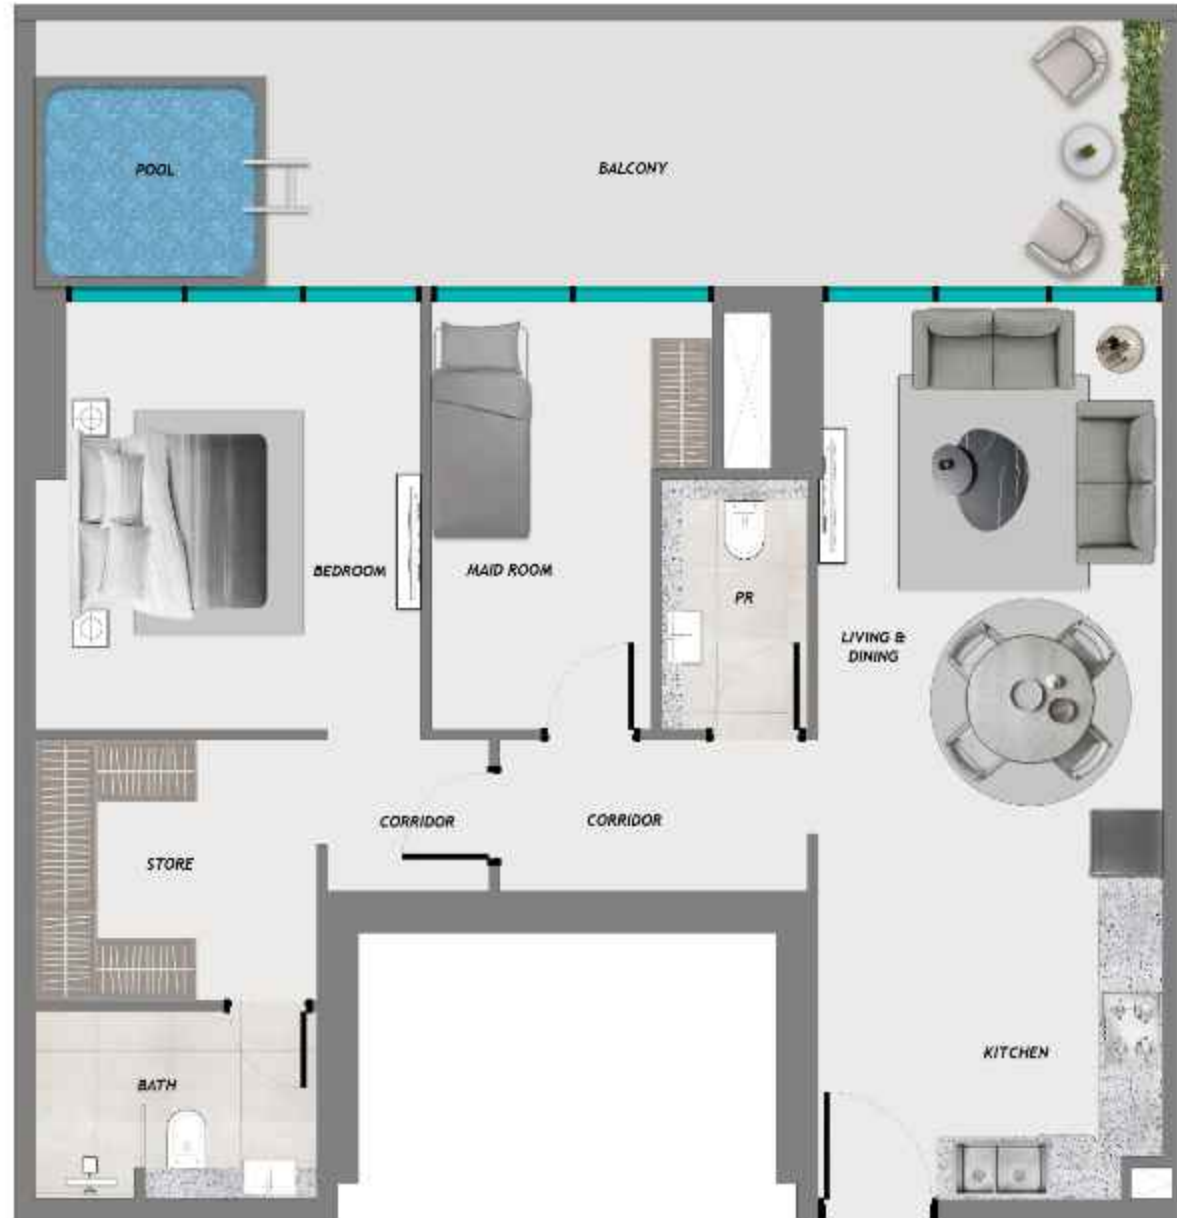 POOL
BALCONY
BEDROOM
MAID ROOM
PR
LIVING &
DINING
CORRIDOR
CORRIDOR
STORE
KITCHEN
BATH